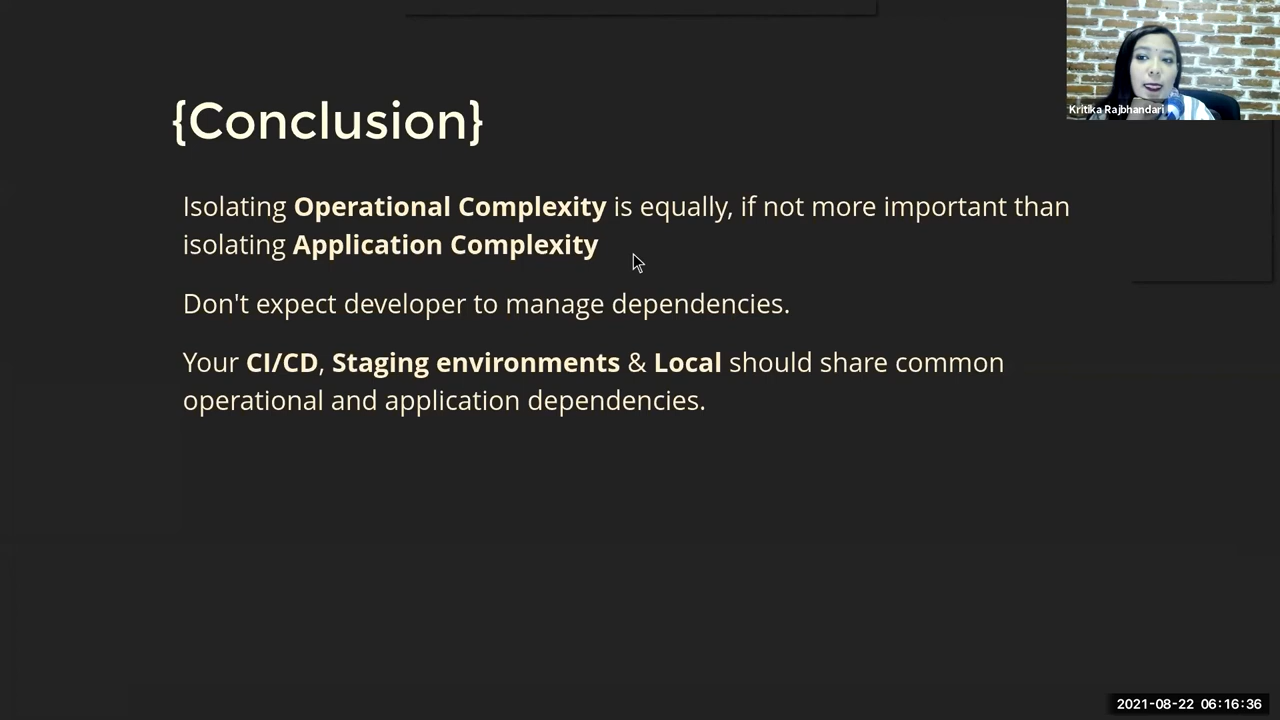 {Conclusion}
Kritika Rajbhandari
Isolating Operational Complexity is equally, if not more important than
isolating Application Complexity
Don't expect developer to manage dependencies.
Your CI/CD, Staging environments & Local should share common
operational and application dependencies.
2021-08-22 06:16:36